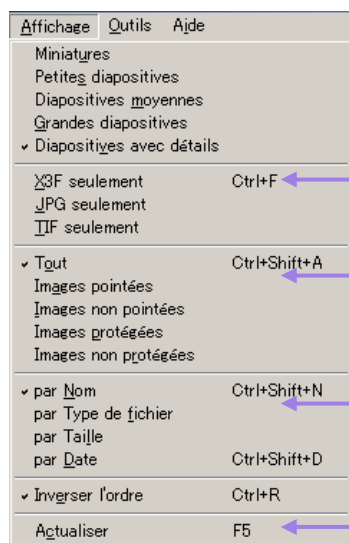 Affichage Outils Aide
Miniatures
Petites diapositives
Diapositives moyennes
Grandes diapositives
Diapositives avec détails
X3F seulement Ctrl+F
JPG seulement
TIF seulement
Tout Ctrl+Shift+A
Images pointées
Images non pointées
Images protégées
Images non protégées
par Nom Ctrl+Shift+N
par Type de fichier
par Taille
par Date Ctrl+Shift+D
Inverser l'ordre Ctrl+R
Actualiser F5